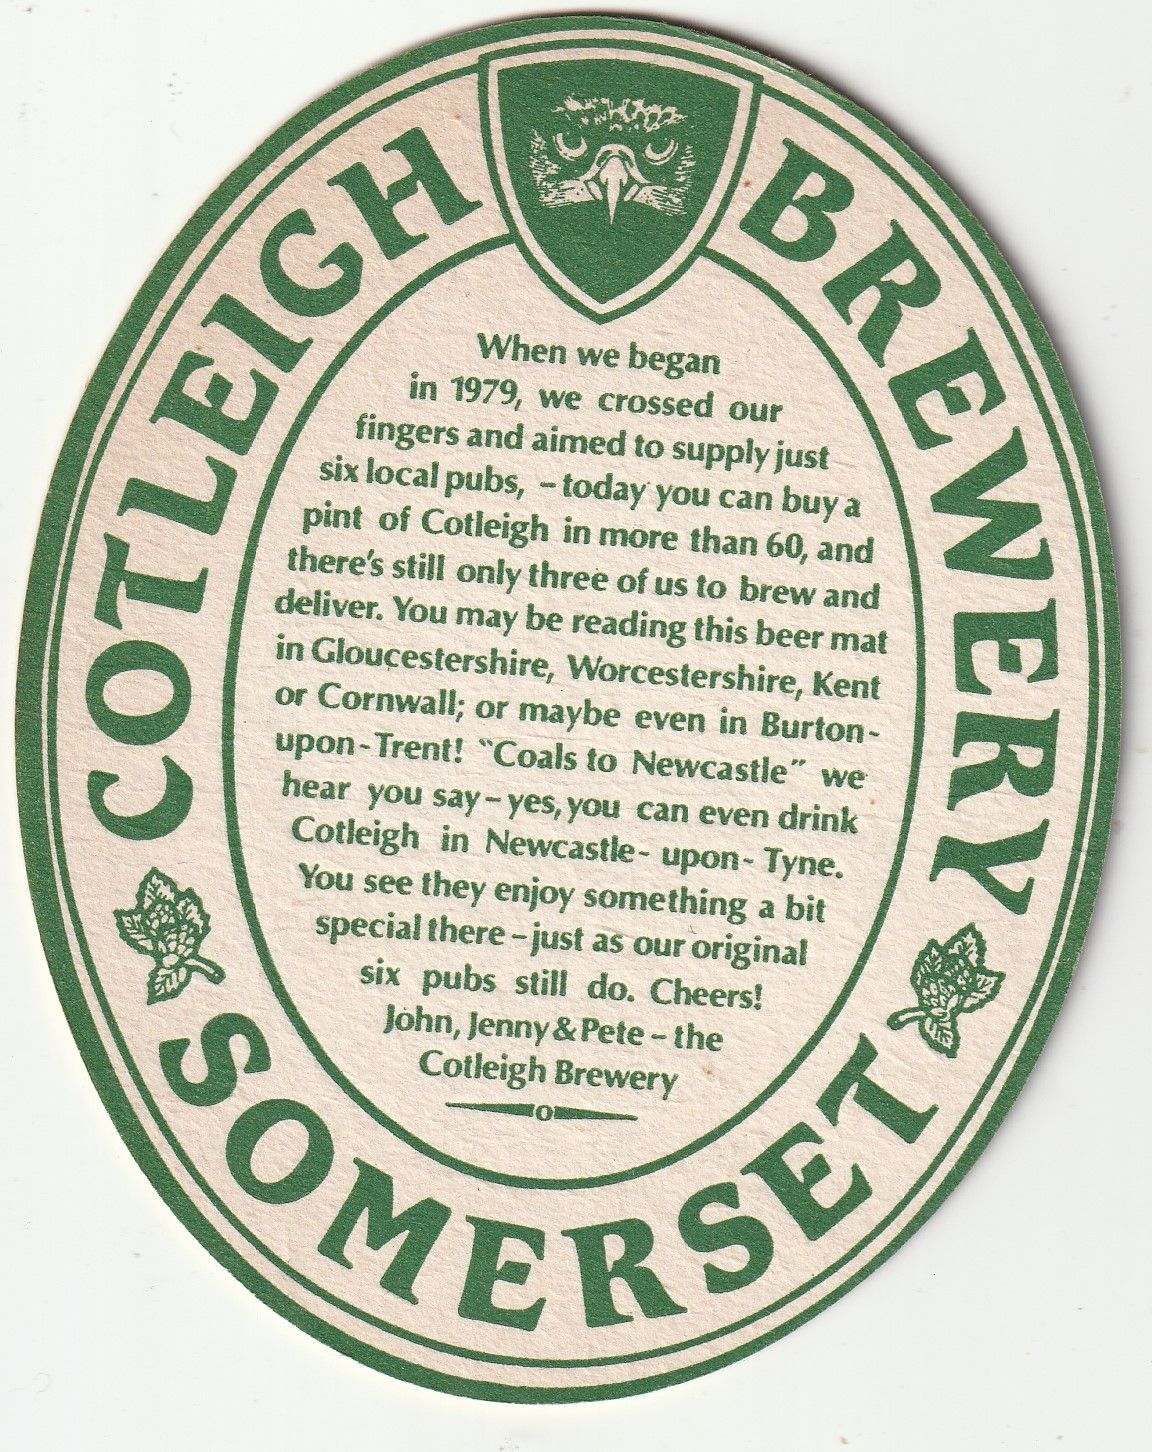 COTLEIGH BREWERY
When we began
in 1979, we crossed our
fingers and aimed to supply just
six local pubs, – today you can buy a
pint of Cotleigh in more than 60, and
there's still only three of us to brew and
deliver. You may be reading this beer mat
in Gloucestershire, Worcestershire, Kent
or Cornwall; or maybe even in Burton-
upon-Trent! "Coals to Newcastle" we
hear you say – yes, you can even drink
Cotleigh in Newcastle- upon- Tyne.
You see they enjoy something a bit
special there – just as our original
six pubs still do. Cheers!
John, Jenny & Pete – the
Cotleigh Brewery
SOMERSET